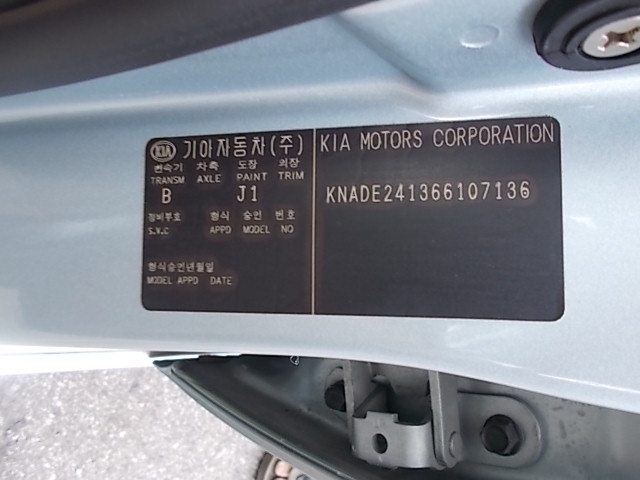 KIA 기아자동차(주)
변속기 차축 도장 의장
TRANSM AXLE PAINT TRIM
B J1
정비부호 형식 승인 번호
S.V.C APPD MODEL NO
형식승인년월일
MODEL APPD DATE
KIA MOTORS CORPORATION
KNADE241366107136